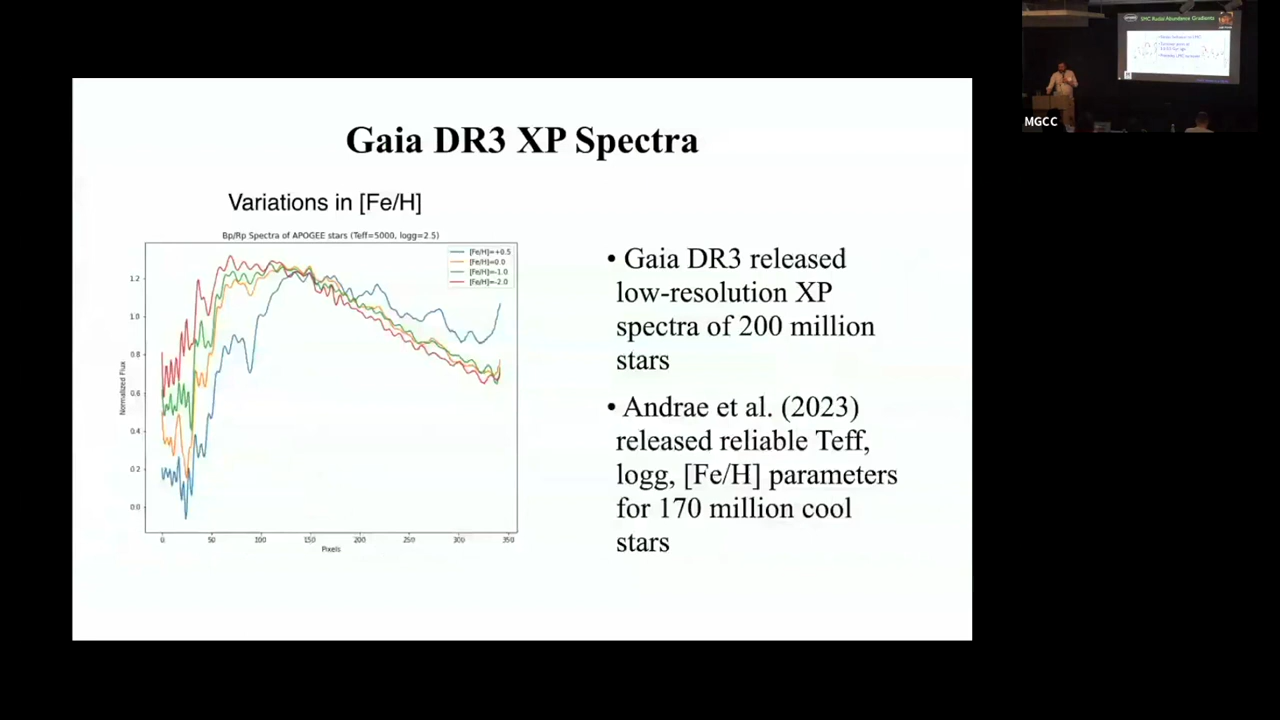 Gaia DR3 XP Spectra
Variations in [Fe/H]
Bp/Rp Spectra of APOGEE stars (Teff=5000, logg=2.5)
[Fe/H]=+0.5
[Fe/H]=0.0
[Fe/H]=-1.0
[Fe/H]=-2.0
1.2
1.0
0.8
0.6
0.4
0.2
0.0
Normalized Flux
0
50
100
150
200
250
300
350
Pixels
• Gaia DR3 released
low-resolution XP
spectra of 200 million
stars
• Andrae et al. (2023)
released reliable Teff,
logg, [Fe/H] parameters
for 170 million cool
stars
SMC Radial Abundance Gradients
MGCC